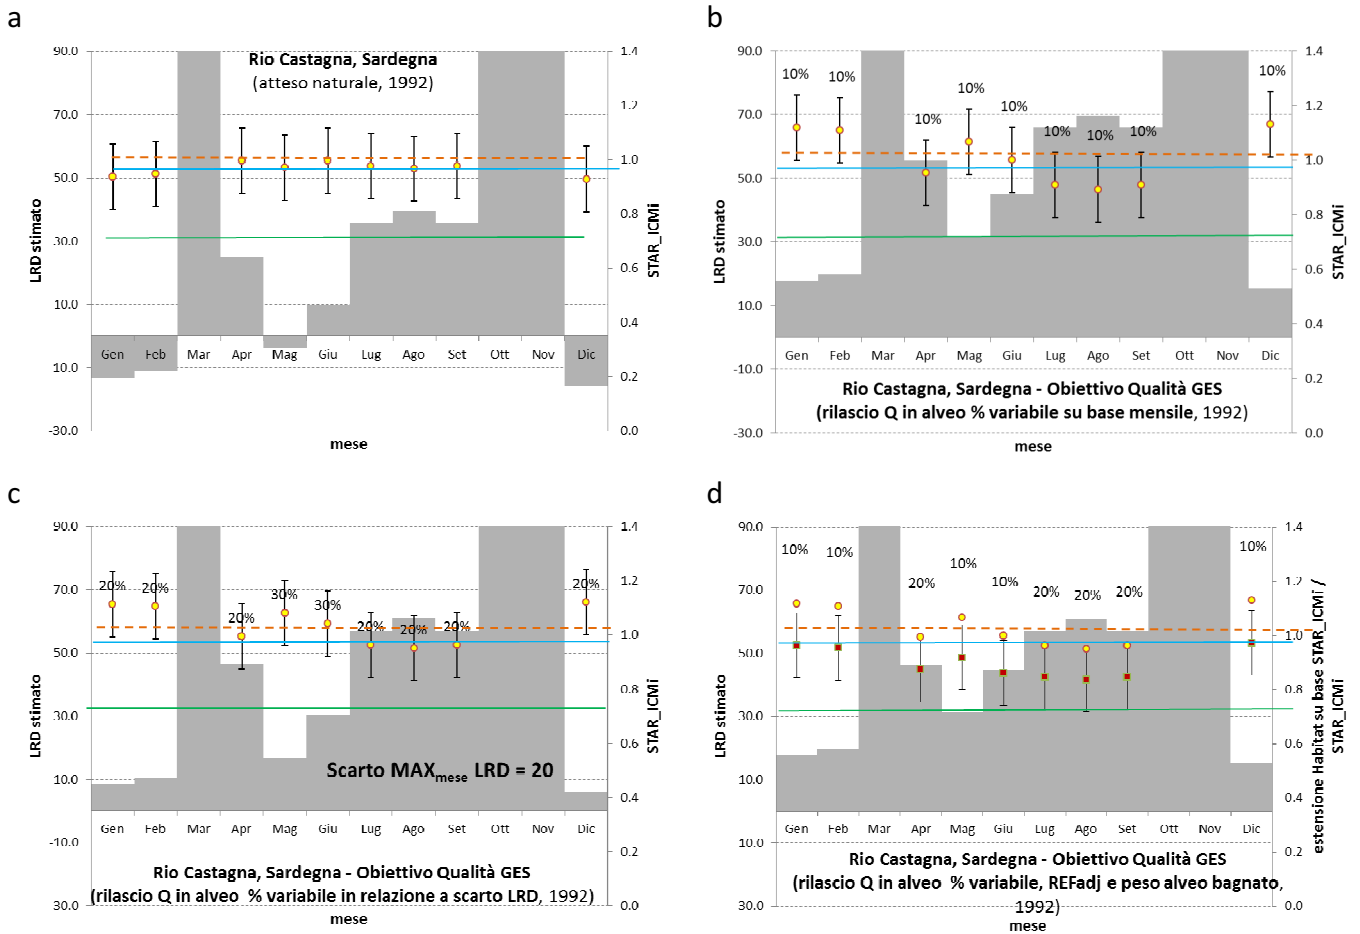 a
Rio Castagna, Sardegna
(atteso naturale, 1992)
90.0
70.0
50.0
30.0
10.0
-10.0
-30.0
LRD stimato
1.4
1.2
1.0
0.8
0.6
0.4
0.2
0.0
STAR_ICMi
Gen Feb Mar Apr Mag Giu Lug Ago Set Ott Nov Dic
mese
b
90.0
70.0
50.0
30.0
10.0
-10.0
-30.0
LRD stimato
1.4
1.2
1.0
0.8
0.6
0.4
0.2
0.0
STAR_ICMi
10% 10% 10% 10% 10% 10% 10% 10% 10%
Gen Feb Mar Apr Mag Giu Lug Ago Set Ott Nov Dic
Rio Castagna, Sardegna - Obiettivo Qualità GES
(rilascio Q in alveo % variabile su base mensile, 1992)
mese
c
90.0
70.0
50.0
30.0
10.0
-10.0
-30.0
LRD stimato
1.4
1.2
1.0
0.8
0.6
0.4
0.2
0.0
STAR_ICMi
20% 20% 20% 30% 30% 20% 20% 20% 20%
Scarto MAXmese LRD = 20
Gen Feb Mar Apr Mag Giu Lug Ago Set Ott Nov Dic
Rio Castagna, Sardegna - Obiettivo Qualità GES
(rilascio Q in alveo % variabile in relazione a scarto LRD, 1992)
mese
d
90.0
70.0
50.0
30.0
10.0
-10.0
-30.0
LRD stimato
1.4
1.2
1.0
0.8
0.6
0.4
0.2
0.0
estensione Habitat su base STAR_ICMi /
STAR_ICMi
10% 10% 20% 10% 10% 20% 20% 20% 10%
Gen Feb Mar Apr Mag Giu Lug Ago Set Ott Nov Dic
Rio Castagna, Sardegna - Obiettivo Qualità GES
(rilascio Q in alveo % variabile, REFadj e peso alveo bagnato,
1992)
mese